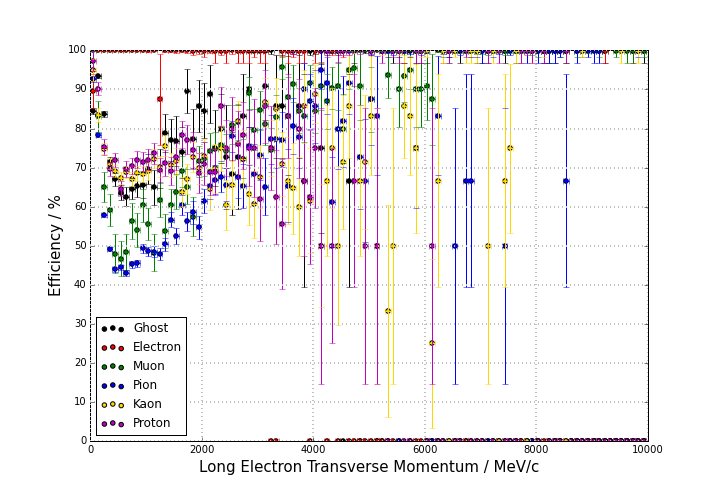 100
90
80
70
60
50
40
30
20
10
0
Efficiency / %
Ghost
Electron
Muon
Pion
Kaon
Proton
0 2000 4000 6000 8000 10000
Long Electron Transverse Momentum / MeV/c